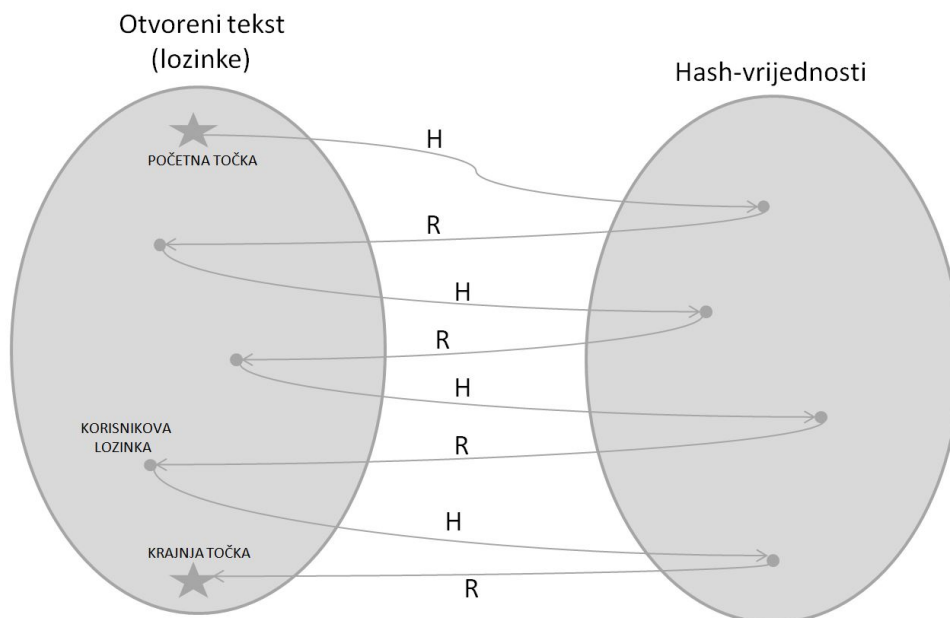 Otvoreni tekst
(lozinke)
Hash-vrijednosti
H
POČETNA TOČKA
R
H
R
H
KORISNIKOVA
LOZINKA
R
H
KRAJNJA TOČKA
R